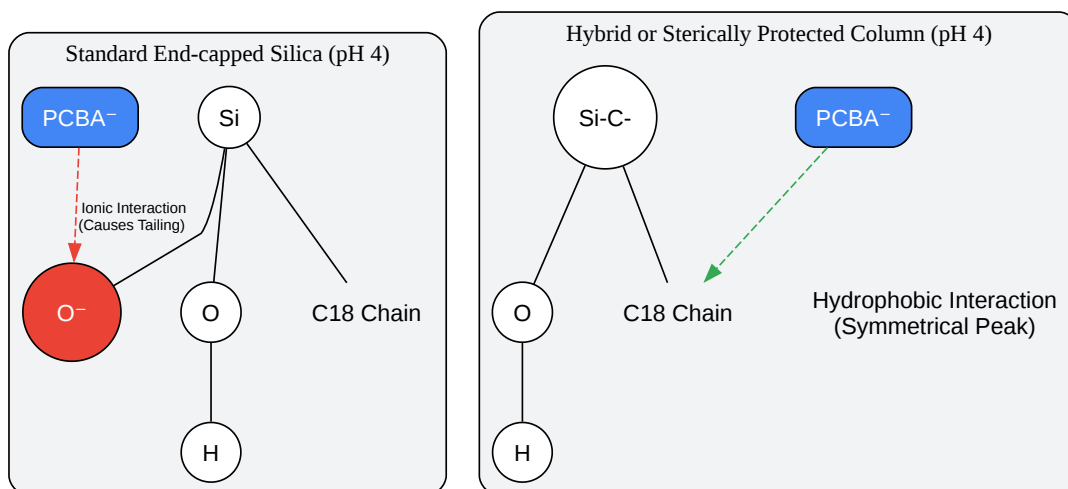 Standard End-capped Silica (pH 4)
PCBA⁻
Si
Ionic Interaction
(Causes Tailing)
O⁻
O
C18 Chain
H
Hybrid or Sterically Protected Column (pH 4)
Si-C-
PCBA⁻
O
C18 Chain
Hydrophobic Interaction
(Symmetrical Peak)
H